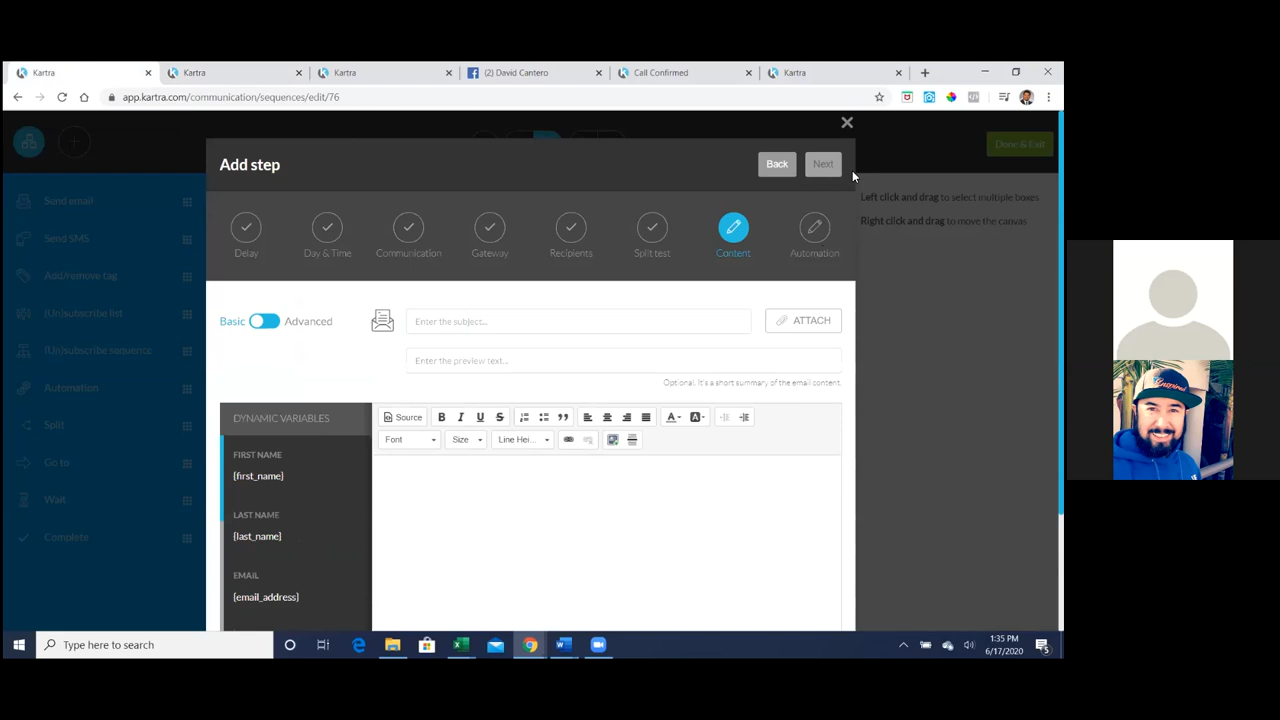 Kartra
Kartra
Kartra
(2) David Cantero
Call Confirmed
Kartra
app.kartra.com/communication/sequences/edit/76
Done & Exit
Add step
Back
Next
Left click and drag to select multiple boxes
Right click and drag to move the canvas
Send email
Send SMS
Add/remove tag
(Un)subscribe list
(Un)subscribe sequence
Automation
Split
Go to
Wait
Complete
Delay
Day & Time
Communication
Gateway
Recipients
Split test
Content
Automation
Basic
Advanced
Enter the subject...
ATTACH
Enter the preview text...
Optional. It's a short summary of the email content.
DYNAMIC VARIABLES
Source
B I U S
A
A
Font
Size
Line Hei...
FIRST NAME
{first_name}
LAST NAME
{last_name}
EMAIL
{email_address}
Type here to search
1:35 PM
6/17/2020
5